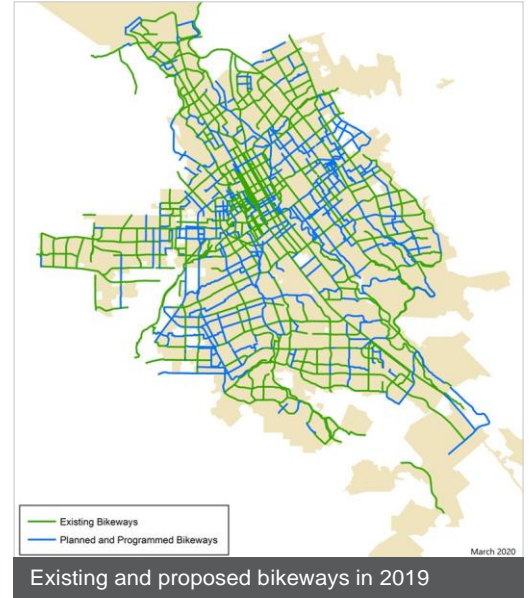 Existing Bikeways
Planned and Programmed Bikeways
March 2020
Existing and proposed bikeways in 2019